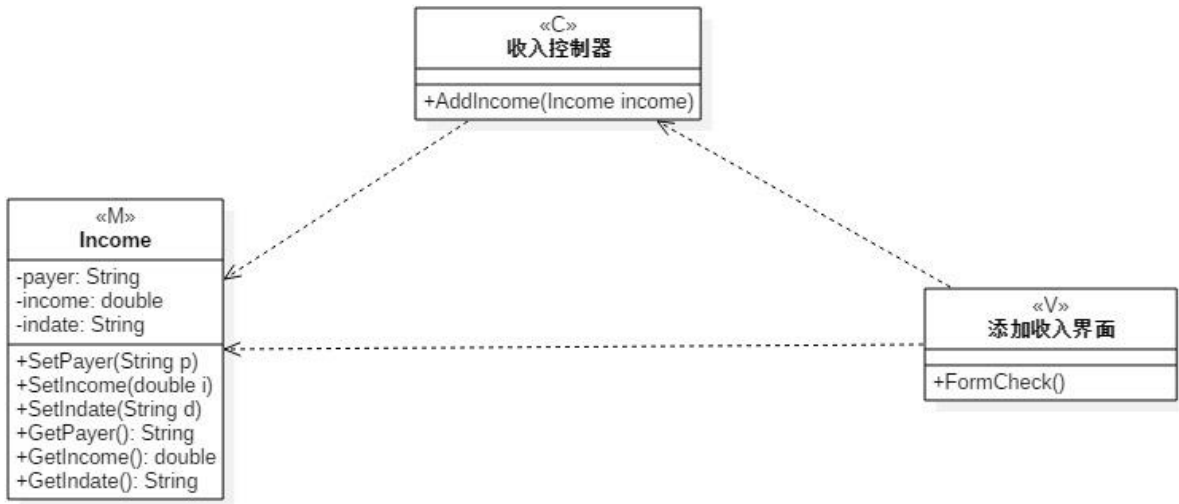 «C»
收入控制器
+AddIncome(Income income)
«M»
Income
-payer: String
-income: double
-indate: String
+SetPayer(String p)
+SetIncome(double i)
+SetIndate(String d)
+GetPayer(): String
+GetIncome(): double
+GetIndate(): String
«V»
添加收入界面
+FormCheck()